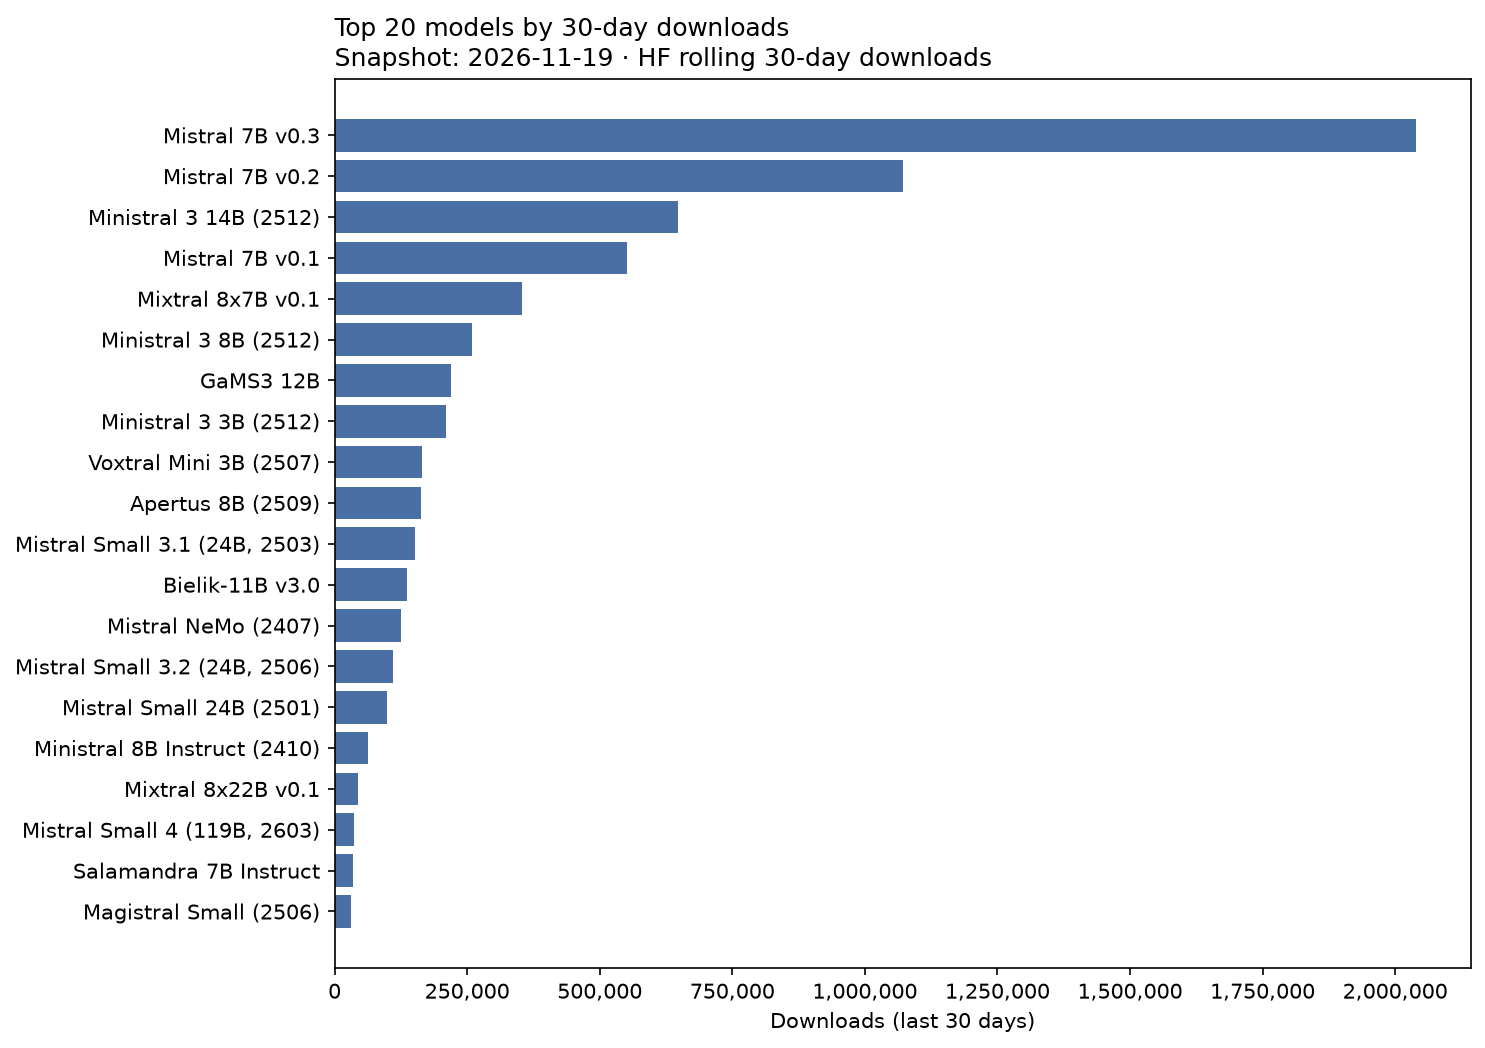 Top 20 models by 30-day downloads
Snapshot: 2026-11-19 · HF rolling 30-day downloads
Mistral 7B v0.3
Mistral 7B v0.2
Ministral 3 14B (2512)
Mistral 7B v0.1
Mixtral 8x7B v0.1
Ministral 3 8B (2512)
GaMS3 12B
Ministral 3 3B (2512)
Voxtral Mini 3B (2507)
Apertus 8B (2509)
Mistral Small 3.1 (24B, 2503)
Bielik-11B v3.0
Mistral NeMo (2407)
Mistral Small 3.2 (24B, 2506)
Mistral Small 24B (2501)
Ministral 8B Instruct (2410)
Mixtral 8x22B v0.1
Mistral Small 4 (119B, 2603)
Salamandra 7B Instruct
Magistral Small (2506)
0 250,000 500,000 750,000 1,000,000 1,250,000 1,500,000 1,750,000 2,000,000
Downloads (last 30 days)